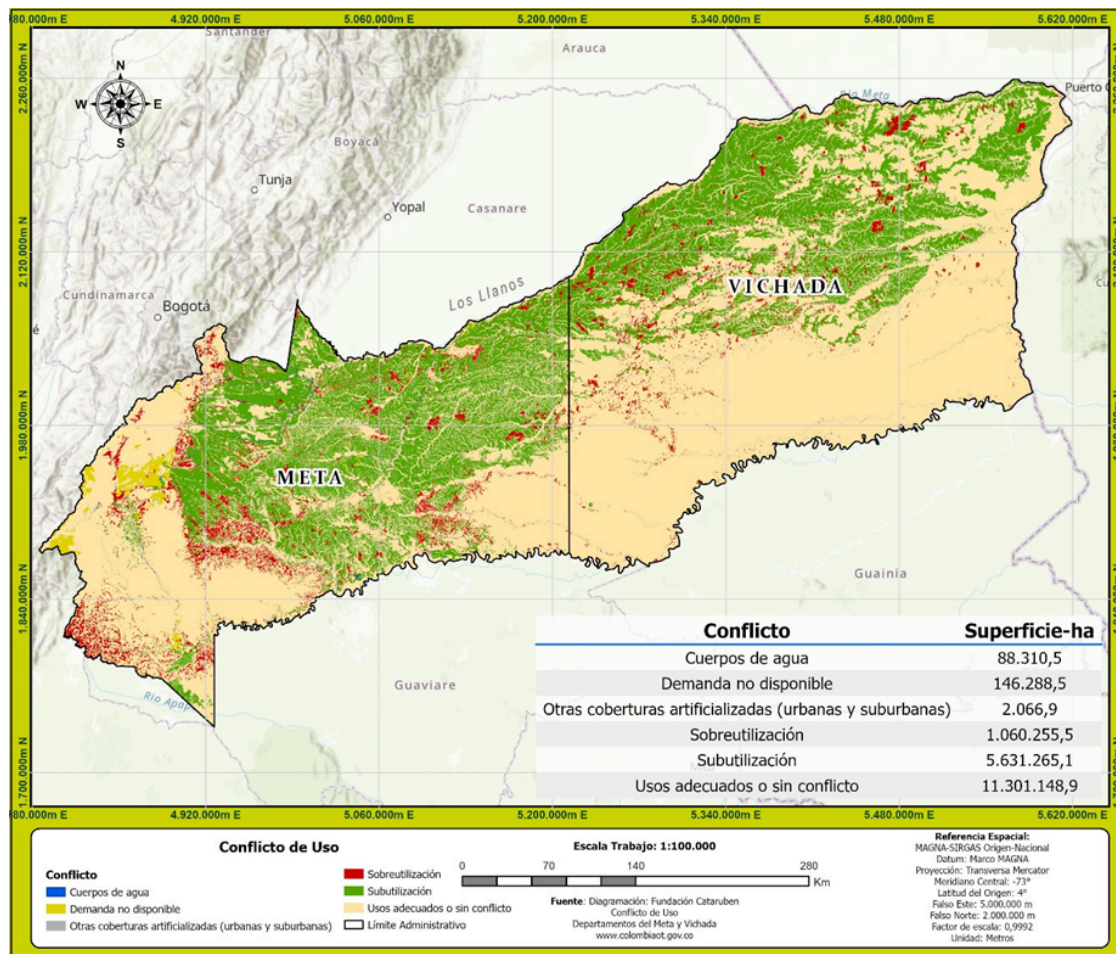 80.000m E 4.920.000m E 5.060.000m E 5.200.000m E 5.340.000m E 5.480.000m E 5.620.000m E
Santander
Arauca
N
W E
S
2.260.000m N
Río Meta
Puerto C
Boyacá
Tunja
Yopal
Casanare
2.120.000m N
Los Llanos
VICHADA
Cundinamarca
Bogotá
1.980.000m N
META
1.840.000m N
Guainia
Guaviare
Río Apap
1.700.000m N
Conflicto Superficie-ha
Cuerpos de agua 88.310,5
Demanda no disponible 146.288,5
Otras coberturas artificializadas (urbanas y suburbanas) 2.066,9
Sobreutilización 1.060.255,5
Subutilización 5.631.265,1
Usos adecuados o sin conflicto 11.301.148,9
80.000m E 4.920.000m E 5.060.000m E 5.200.000m E 5.340.000m E 5.480.000m E 5.620.000m E
Conflicto de Uso
Conflicto
Cuerpos de agua
Demanda no disponible
Otras coberturas artificializadas (urbanas y suburbanas)
Sobreutilización
Subutilización
Usos adecuados o sin conflicto
Límite Administrativo
Escala Trabajo: 1:100.000
0 70 140 280
Km
Fuente: Diagramación: Fundación Cataruben
Conflicto de Uso
Departamentos del Meta y Vichada
www.colombiaot.gov.co
Referencia Espacial:
MAGNA-SIRGAS Origen-Nacional
Datum: Marco MAGNA
Proyección: Transversa Mercator
Meridiano Central: -73°
Latitud del Origen: 4°
Falso Este: 5.000.000 m
Falso Norte: 2.000.000 m
Factor de escala: 0,9992
Unidad: Metros